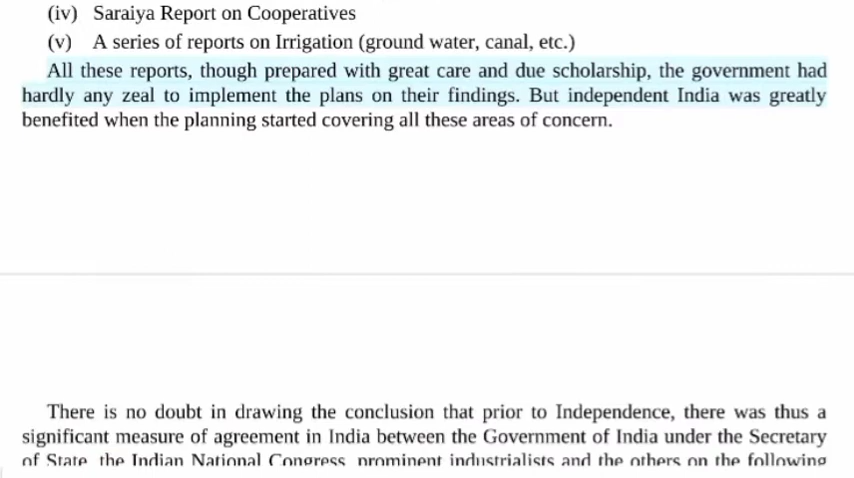 (iv) Saraiya Report on Cooperatives
(v) A series of reports on Irrigation (ground water, canal, etc.)
All these reports, though prepared with great care and due scholarship, the government had
hardly any zeal to implement the plans on their findings. But independent India was greatly
benefited when the planning started covering all these areas of concern.
There is no doubt in drawing the conclusion that prior to Independence, there was thus a
significant measure of agreement in India between the Government of India under the Secretary
of State, the Indian National Congress, prominent industrialists and the others on the following